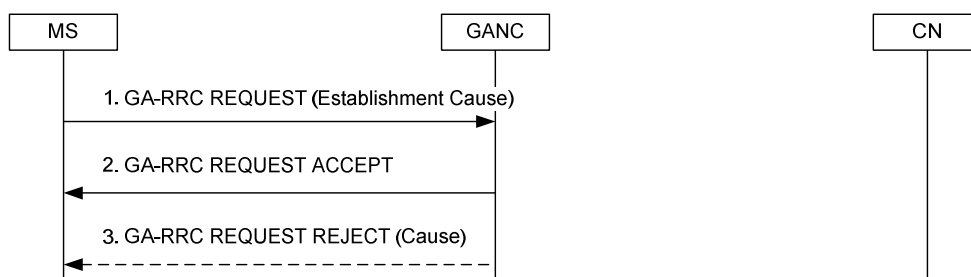 MS
GANC
CN
1. GA-RRC REQUEST (Establishment Cause)
2. GA-RRC REQUEST ACCEPT
3. GA-RRC REQUEST REJECT (Cause)